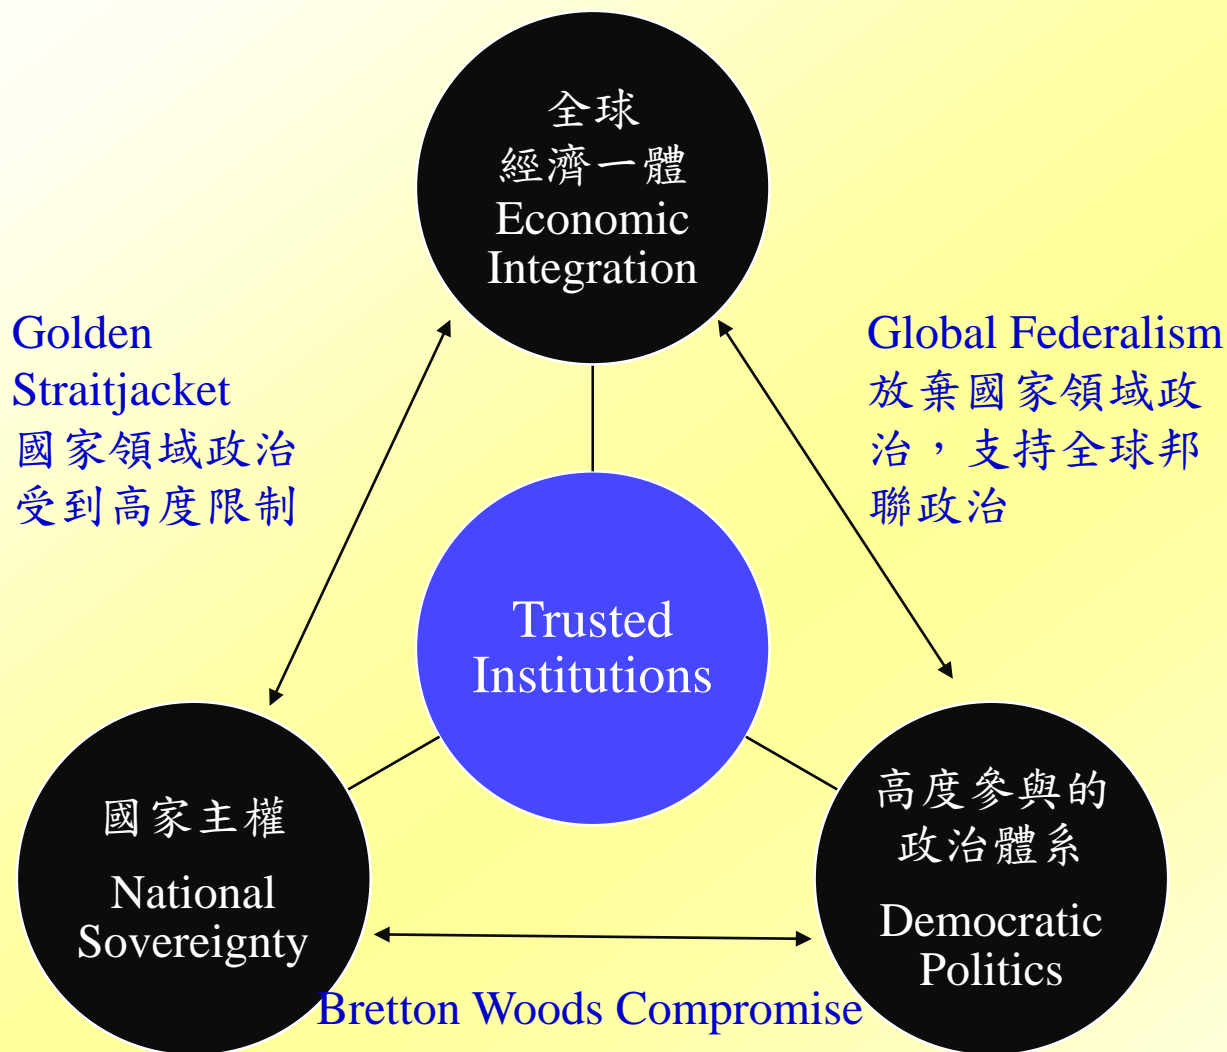 全球
經濟一體
Economic
Integration
Golden
Straitjacket
國家領域政治
受到高度限制
Global Federalism
放棄國家領域政
治，支持全球邦
聯政治
Trusted
Institutions
國家主權
National
Sovereignty
高度參與的
政治體系
Democratic
Politics
Bretton Woods Compromise